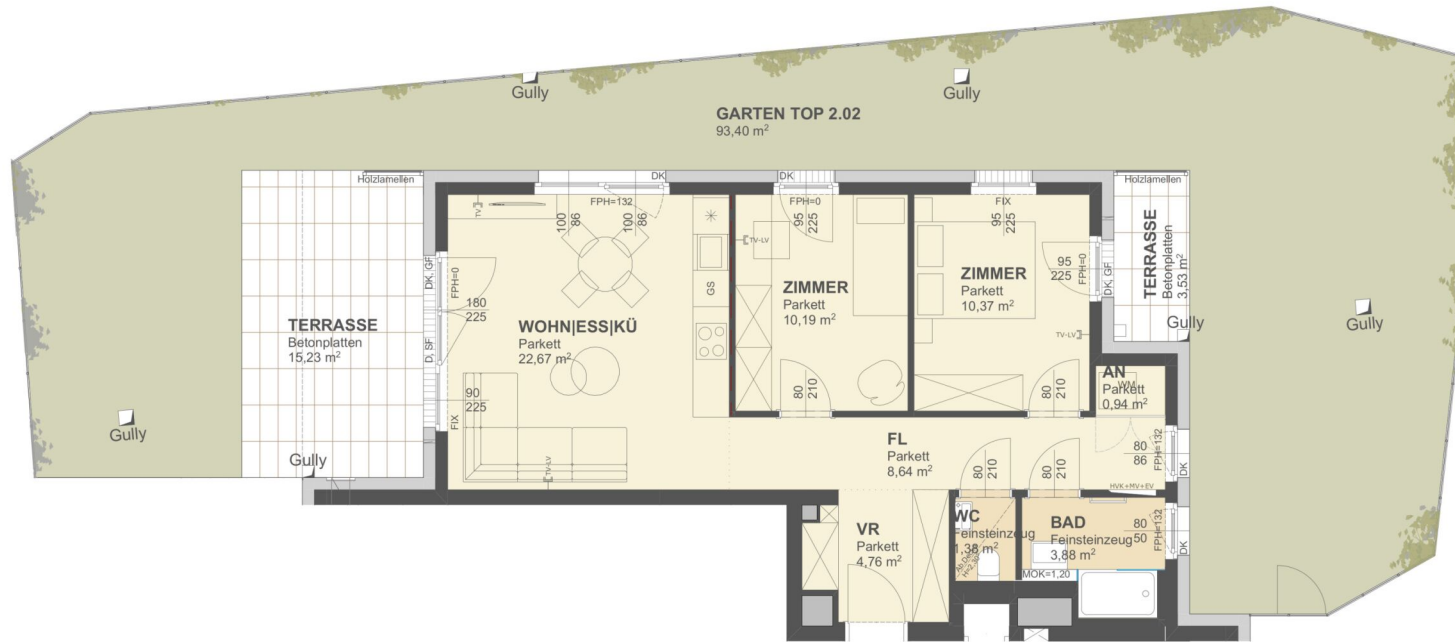 Gully
Gully
GARTEN TOP 2.02
93,40 m²
Holzlamellen
DK
DK
Holzlamellen
TV
FPH=132
FPH=0
FIX
100
86
100
86
95
225
95
225
TV-LV
DK, GF
FPH=0
180
225
GS
ZIMMER
Parkett
10,19 m²
ZIMMER
Parkett
10,37 m²
95
225
FPH=0
DK, GF
TERRASSE
Betonplatten
3,53 m²
Gully
Gully
TERRASSE
Betonplatten
15,23 m²
D, SF
WOHN|ESS|KÜ
Parkett
22,67 m²
TV-LV
90
225
FIX
80
210
80
210
AN
WM
Parkett
0,94 m²
Gully
Gully
TV-LV
FL
Parkett
8,64 m²
80
210
80
210
80
86
FPH=132
DK
HVK+MV+EV
VR
Parkett
4,76 m²
WC
Feinsteinzeug
1,38 m²
BAD
Feinsteinzeug
3,88 m²
80
50
FPH=132
DK
MOK=1,20